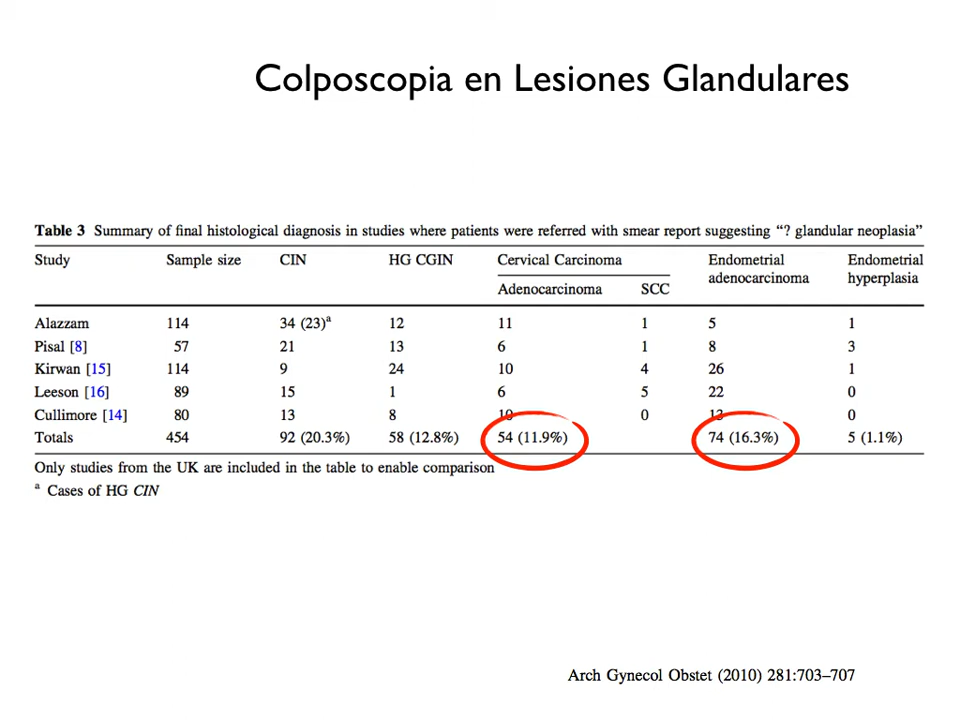 Colposcopia en Lesiones Glandulares
Table 3 Summary of final histological diagnosis in studies where patients were referred with smear report suggesting “? glandular neoplasia”
Study Sample size CIN HG CGIN Cervical Carcinoma Endometrial adenocarcinoma Endometrial hyperplasia
Adenocarcinoma SCC
Alazzam 114 34 (23)a 12 11 1 5 1
Pisal [8] 57 21 13 6 1 8 3
Kirwan [15] 114 9 24 10 4 26 1
Leeson [16] 89 15 1 6 5 22 0
Cullimore [14] 80 13 8 10 0 13 0
Totals 454 92 (20.3%) 58 (12.8%) 54 (11.9%) 74 (16.3%) 5 (1.1%)
Only studies from the UK are included in the table to enable comparison
a Cases of HG CIN
Arch Gynecol Obstet (2010) 281:703–707